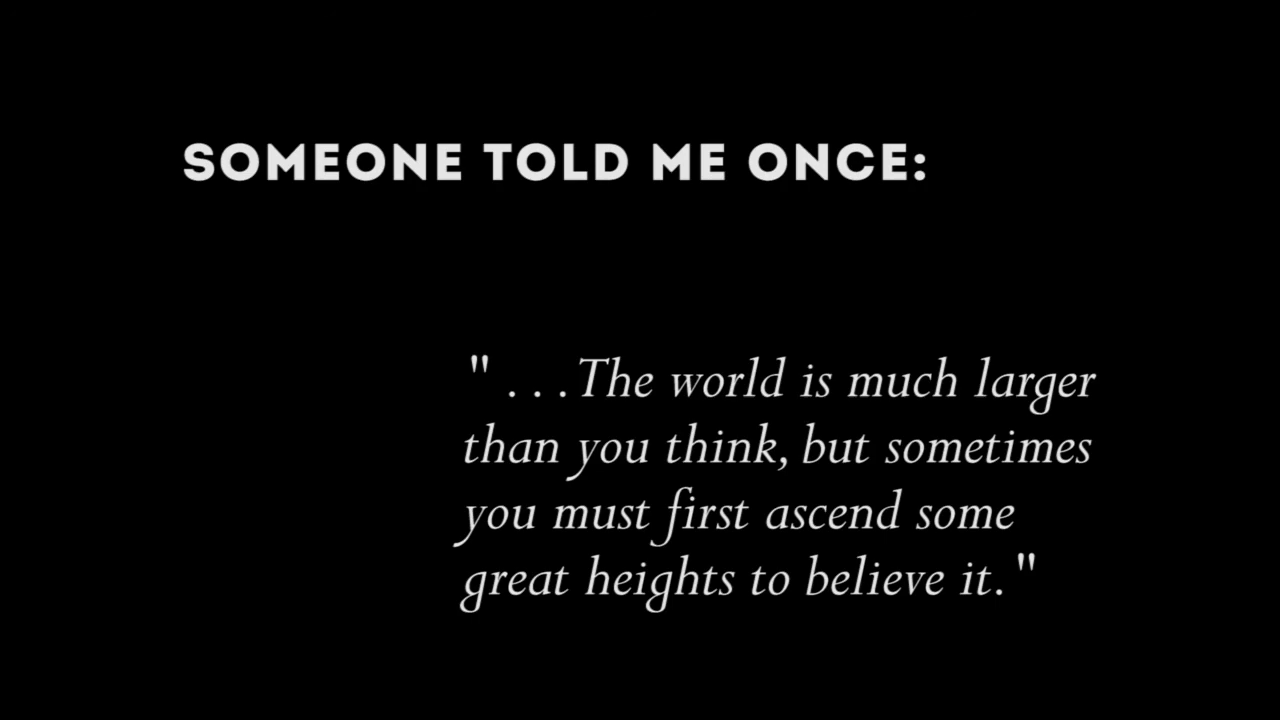 SOMEONE TOLD ME ONCE:
" . . .The world is much larger
than you think, but sometimes
you must first ascend some
great heights to believe it."